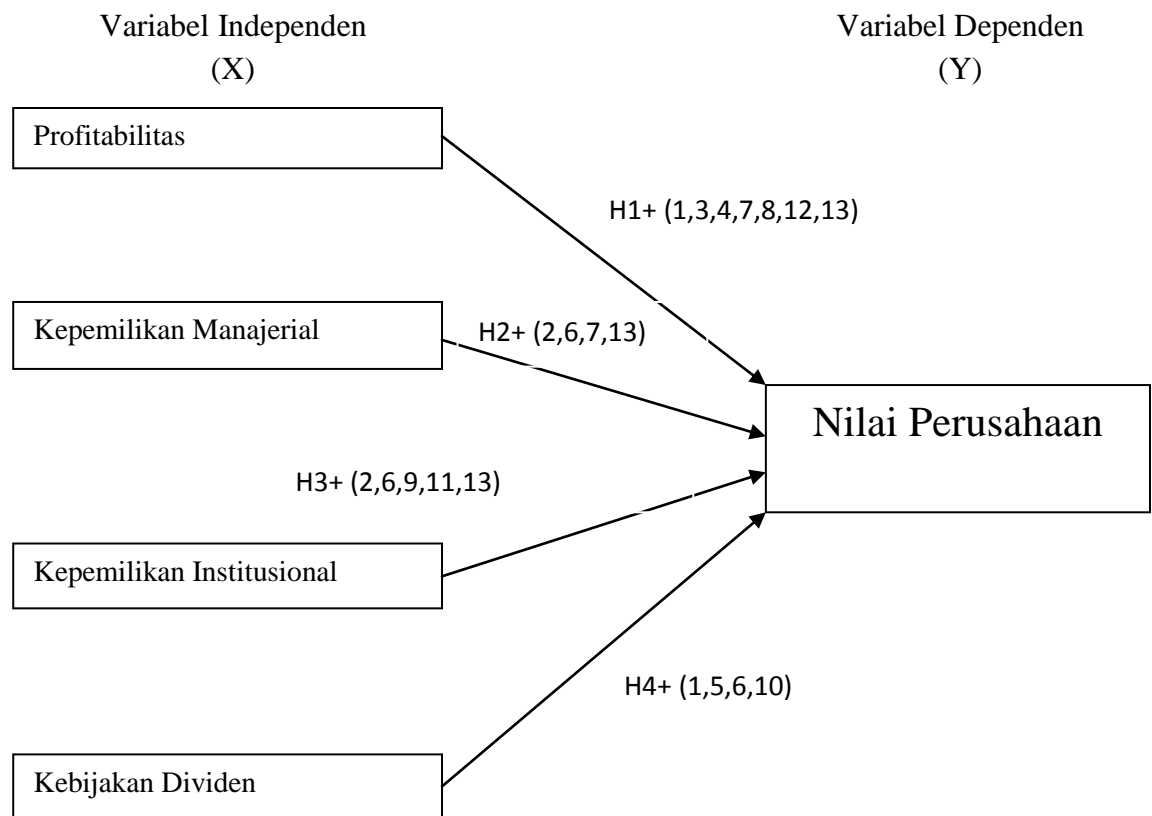 Variabel Independen
(X)
Variabel Dependen
(Y)
Profitabilitas
H1+ (1,3,4,7,8,12,13)
Kepemilikan Manajerial
H2+ (2,6,7,13)
Nilai Perusahaan
H3+ (2,6,9,11,13)
Kepemilikan Institusional
H4+ (1,5,6,10)
Kebijakan Dividen